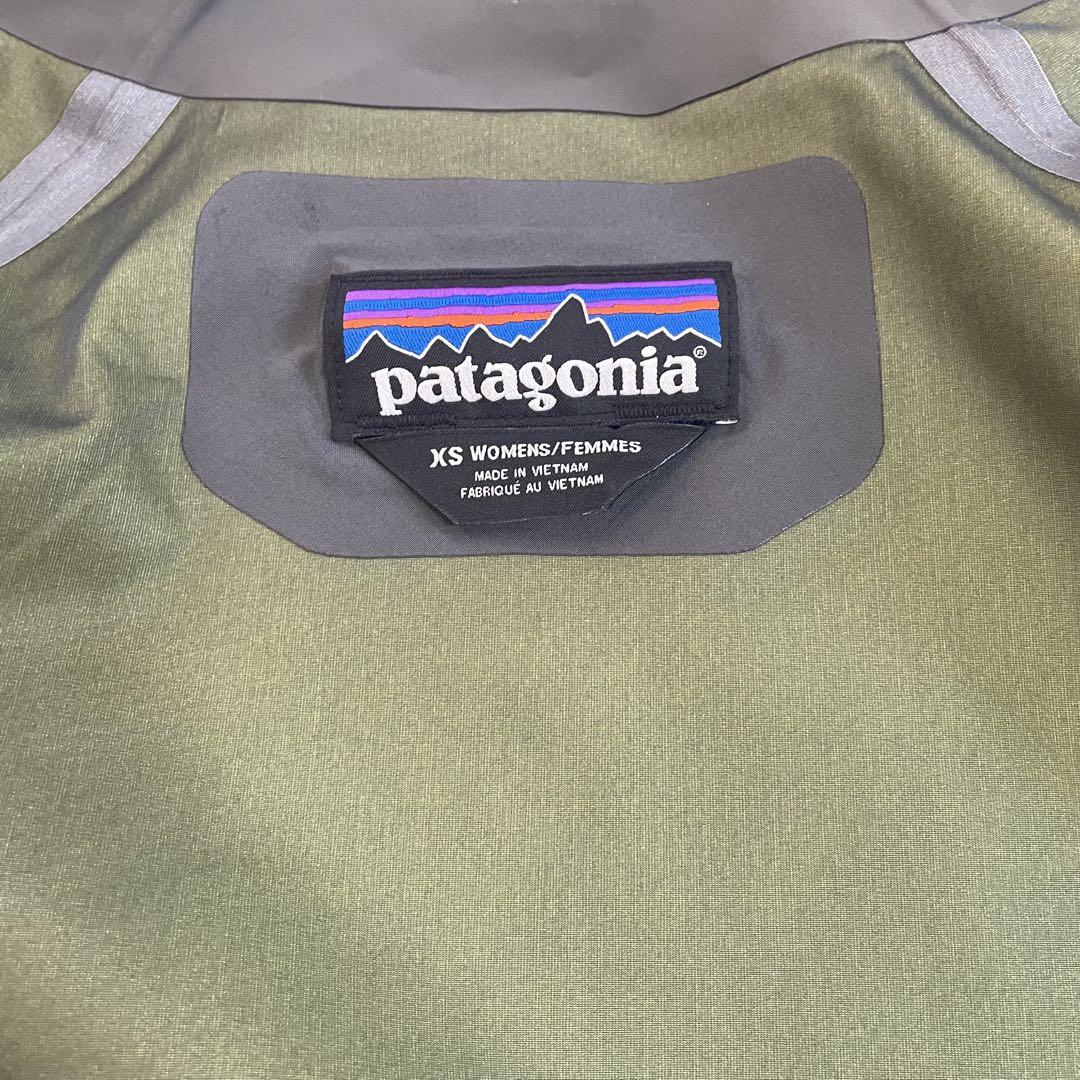 patagonia®
XS WOMENS/FEMMES
MADE IN VIETNAM
FABRIQUÉ AU VIETNAM